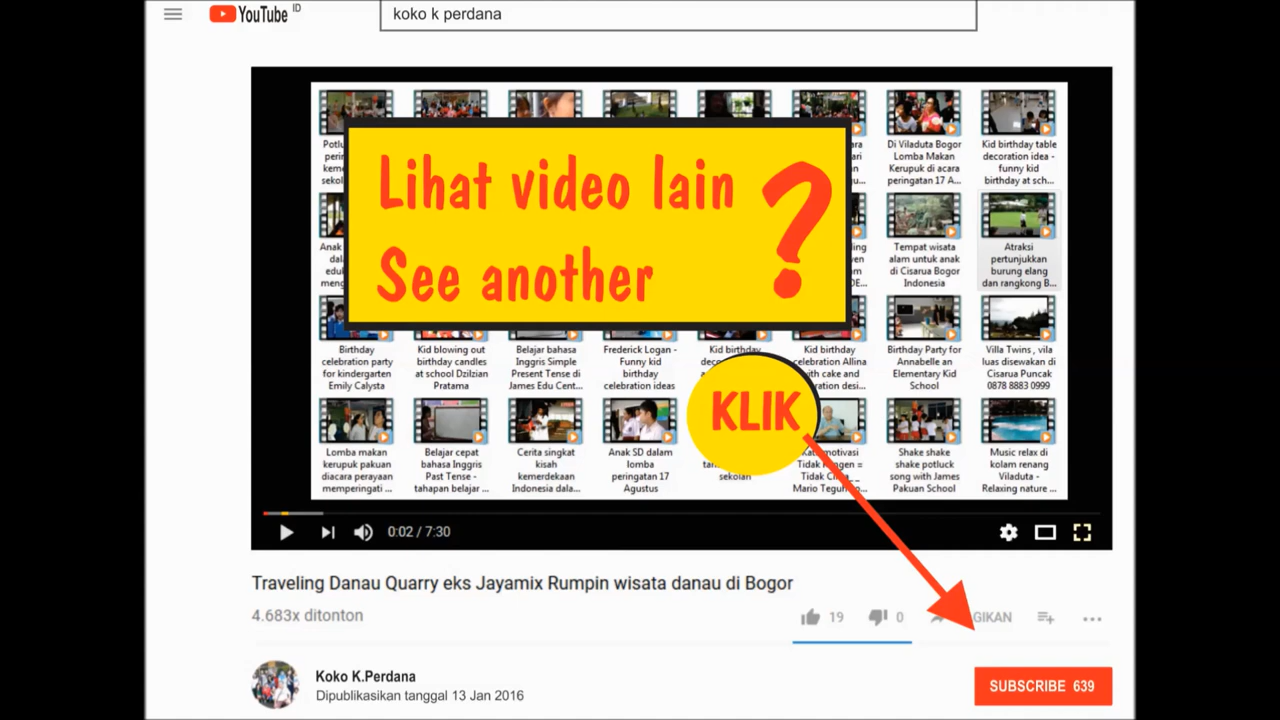 YouTube ID
koko k perdana
Di Viladuta Bogor
Lomba Makan
Kerupuk di acara
peringatan 17 A...
Kid birthday table
decoration idea -
funny kid
birthday at sch...
Lihat video lain
See another
?
Tempat wisata
alam untuk anak
di Cisarua Bogor
Indonesia
Atraksi
pertunjukkan
burung elang
dan rangkong B...
Birthday
celebration party
for kindergarten
Emily Calysta
Kid blowing out
birthday candles
at school Dzilzian
Pratama
Belajar bahasa
Inggris Simple
Present Tense di
James Edu Cent...
Frederick Logan -
Funny kid
birthday
celebration ideas
Kid birthday
Kid birthday
celebration Allina
with cake and
Birthday Party for
Annabelle an
Elementary Kid
School
Villa Twins , vila
luas disewakan di
Cisarua Puncak
0878 8883 0999
KLIK
Lomba makan
kerupuk pakuan
diacara perayaan
memperingati ...
Belajar cepat
bahasa Inggris
Past Tense -
tahapan belajar ...
Cerita singkat
kisah
kemerdekaan
Indonesia dala...
Anak SD dalam
lomba
peringatan 17
Agustus
sekolah
motivasi
Tidak
Tidak
Mario
Shake shake
shake potluck
song with James
Pakuan School
Music relax di
kolam renang
Viladuta -
Relaxing nature ...
0:02 / 7:30
Traveling Danau Quarry eks Jayamix Rumpin wisata danau di Bogor
4.683x ditonton
19
0
GIKAN
Koko K.Perdana
Dipublikasikan tanggal 13 Jan 2016
SUBSCRIBE 639